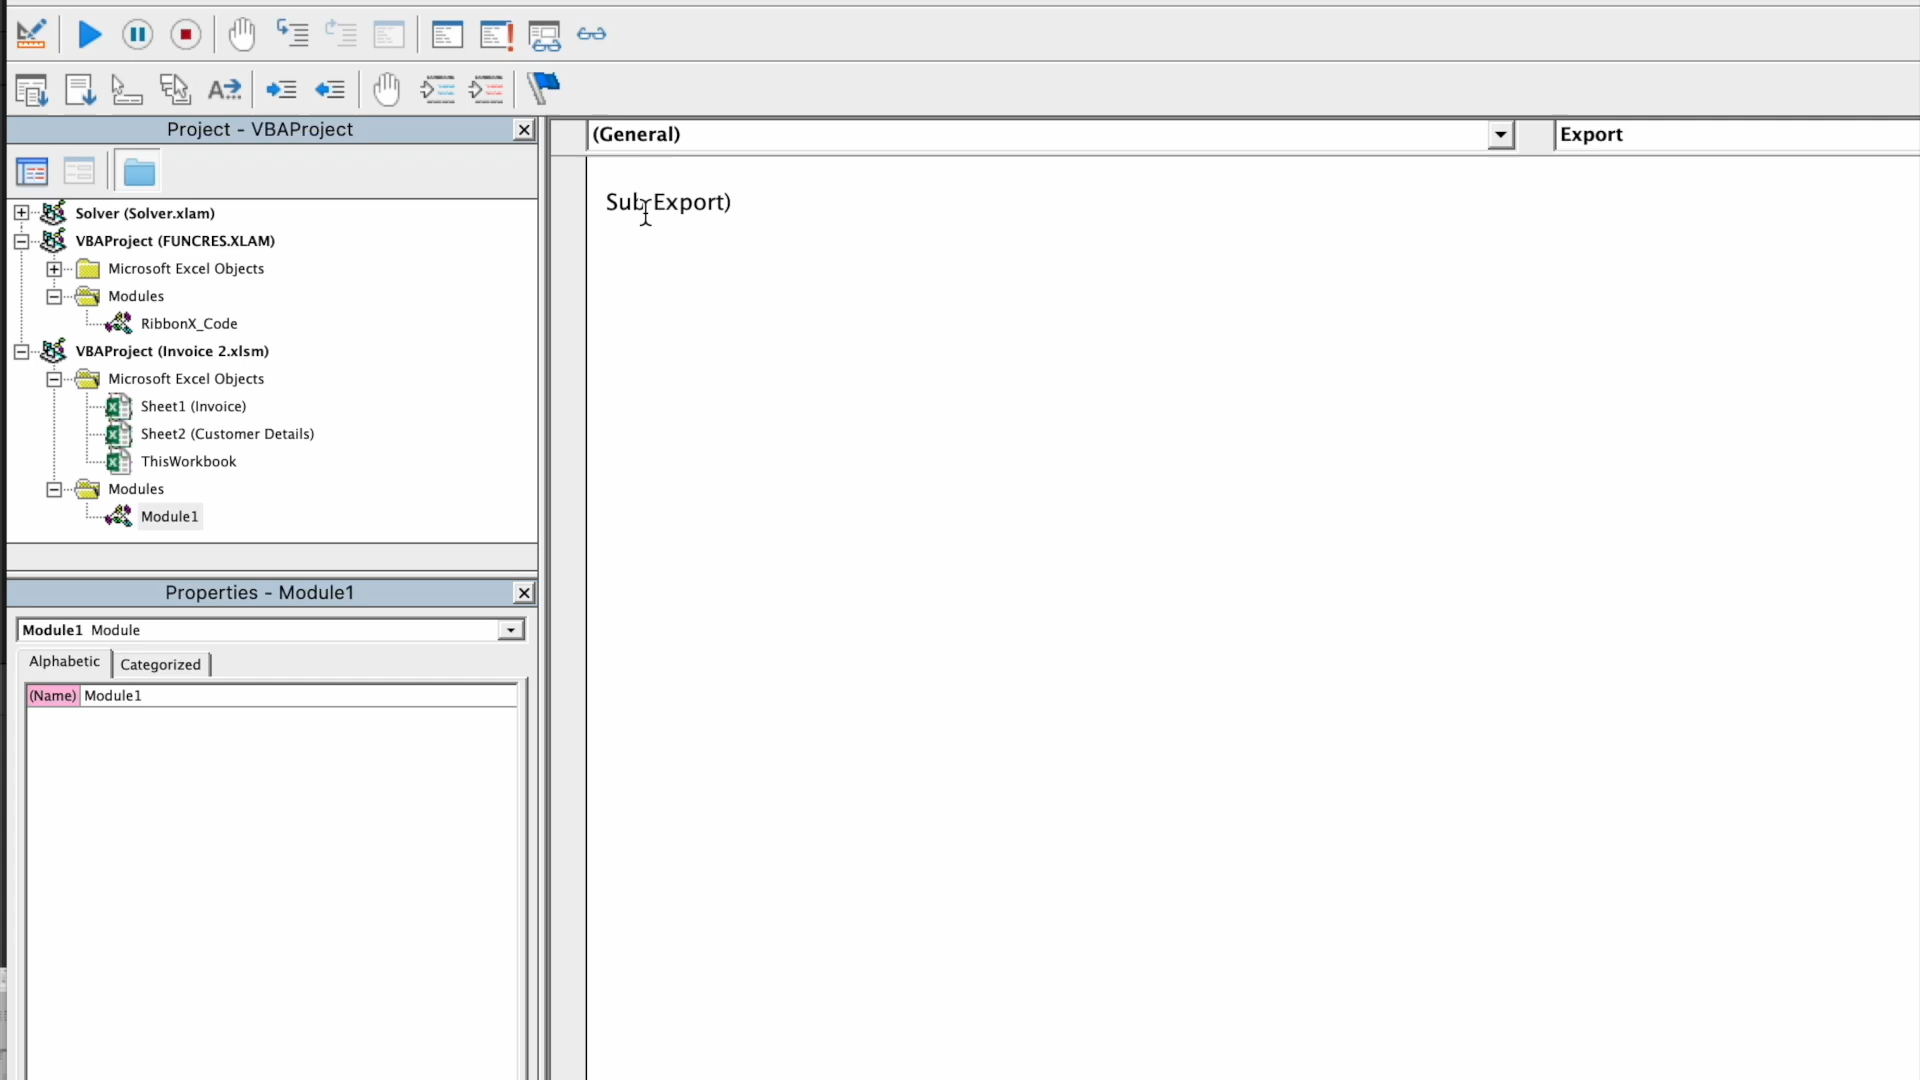 Project - VBAProject
(General)
Export
Sub Export)
Solver (Solver.xlam)
VBAProject (FUNCRES.XLAM)
Microsoft Excel Objects
Modules
RibbonX_Code
VBAProject (Invoice 2.xlsm)
Microsoft Excel Objects
Sheet1 (Invoice)
Sheet2 (Customer Details)
ThisWorkbook
Modules
Module1
Properties - Module1
Module1 Module
Alphabetic
Categorized
(Name) Module1